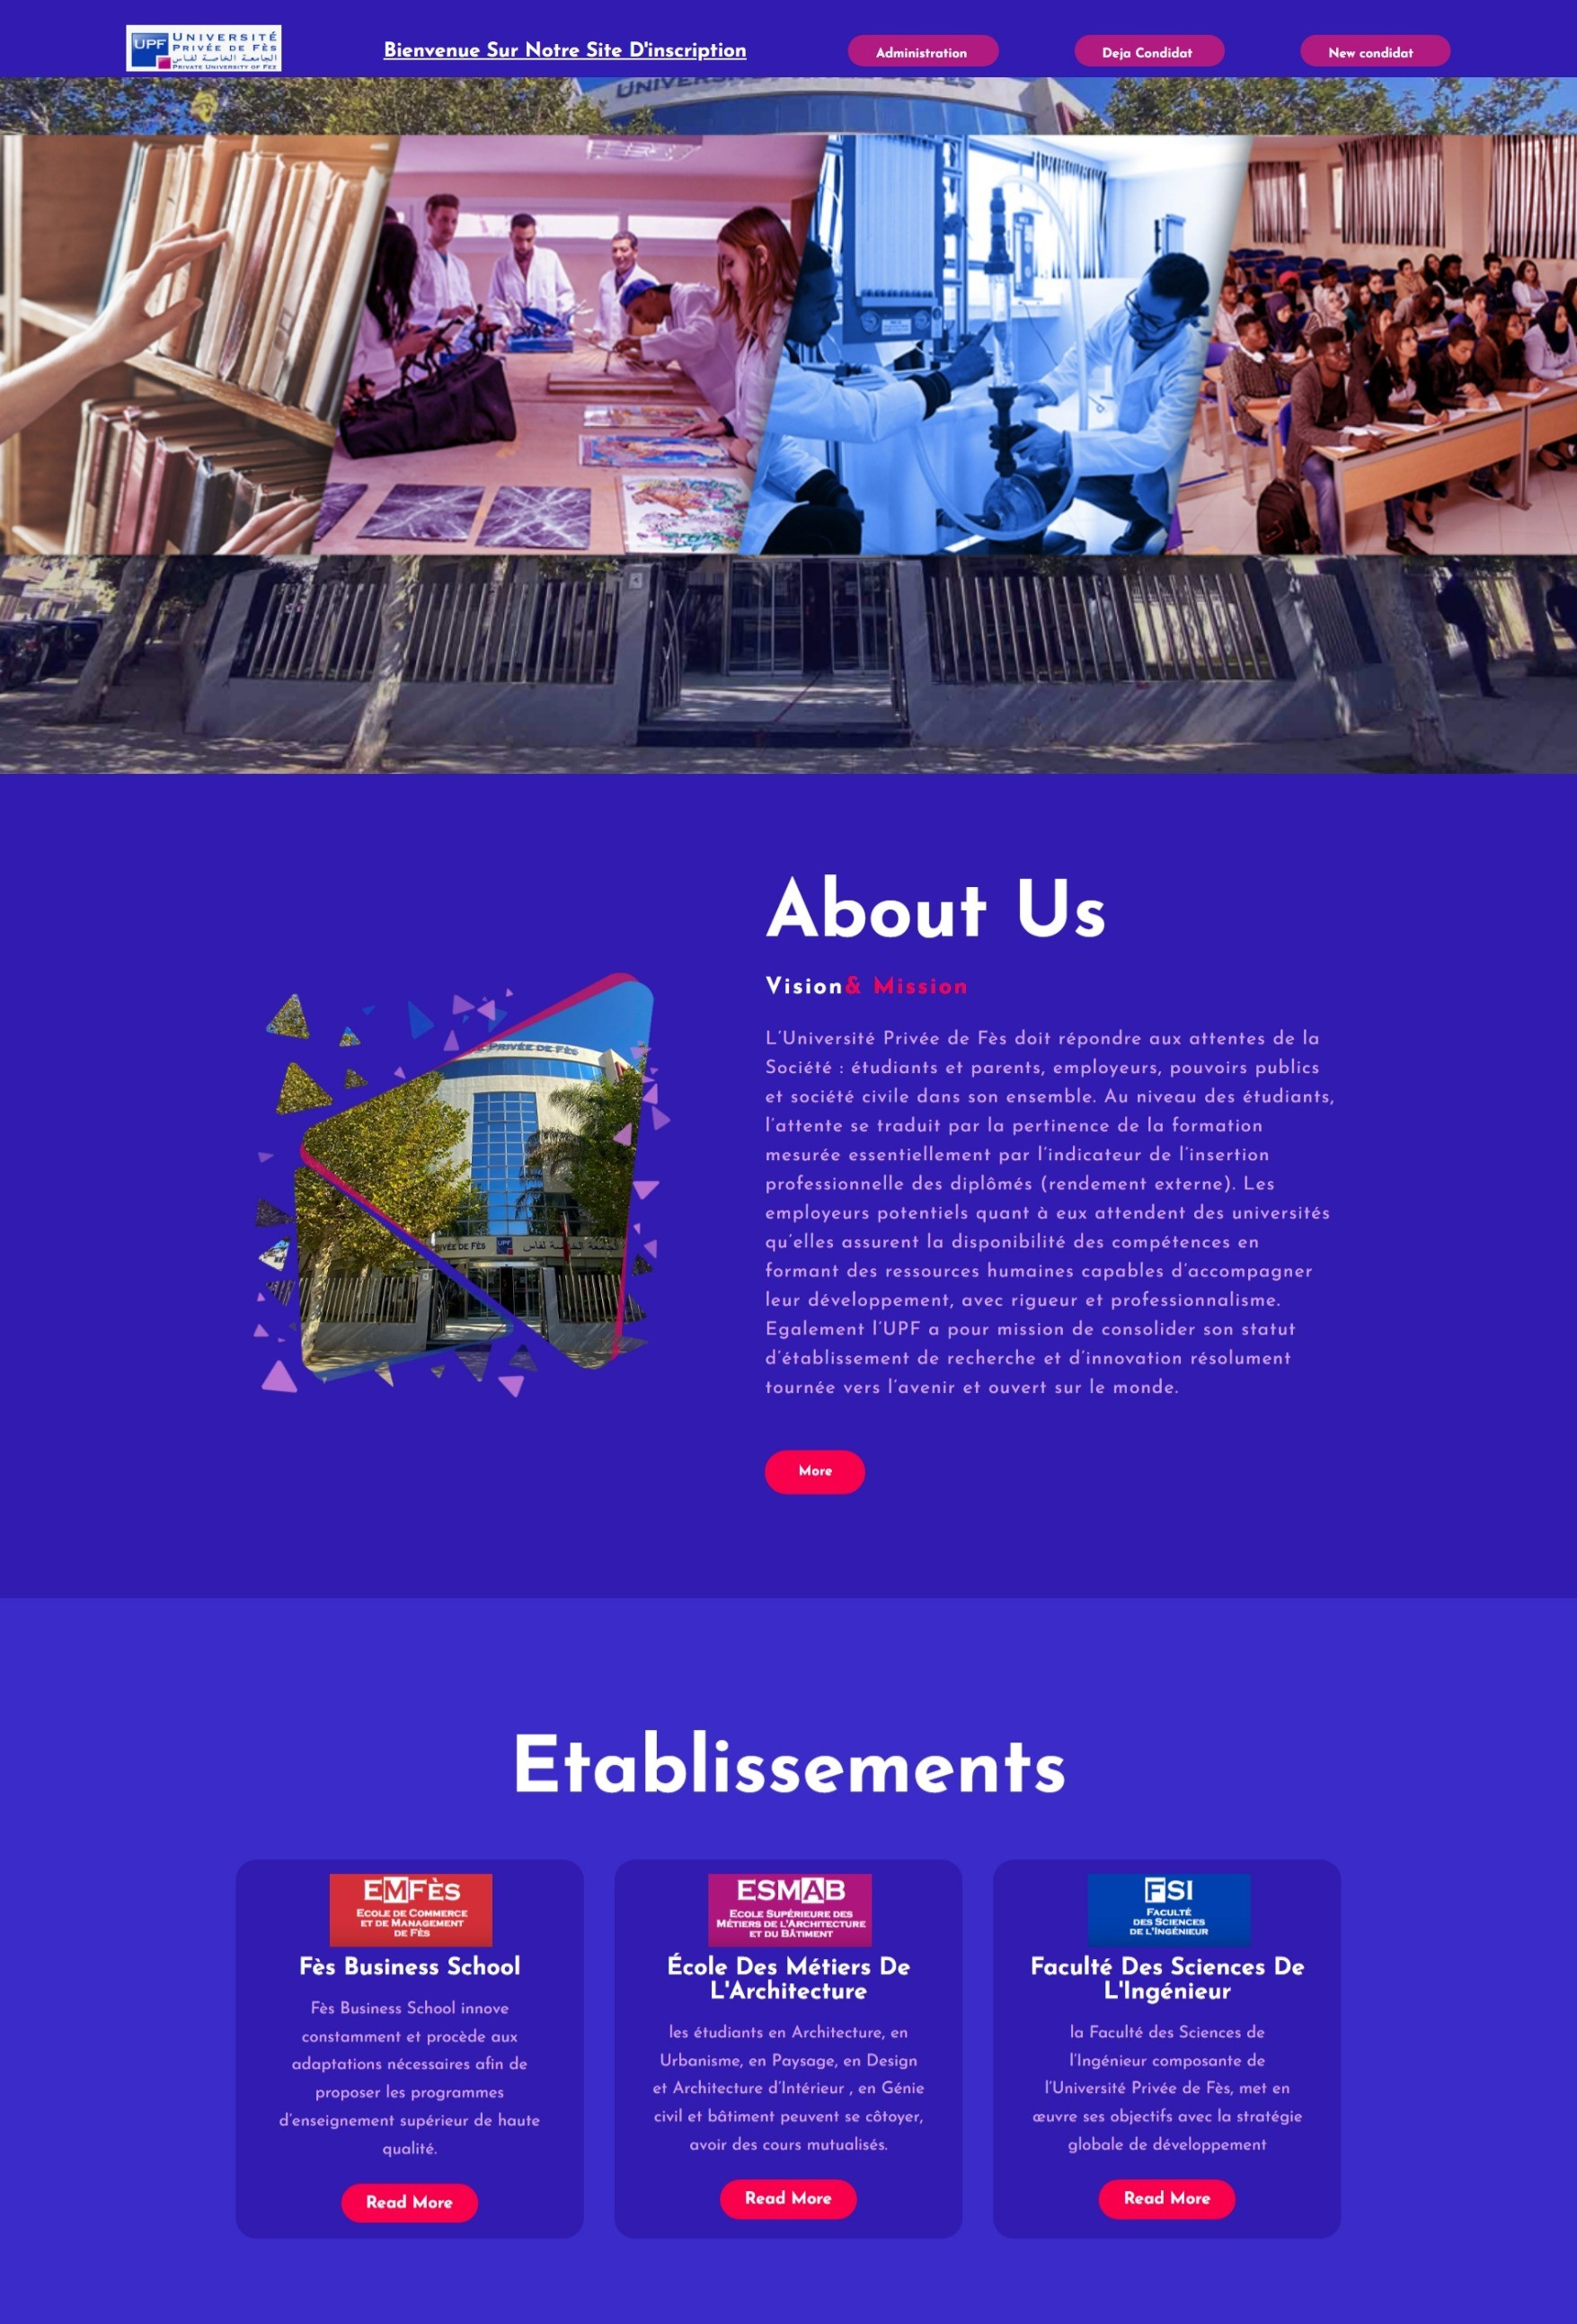 UPF
UNIVERSITÉ
PRIVÉE DE FÈS
الجامعة الخاصة لفاس
PRIVATE UNIVERSITY OF FEZ
Bienvenue Sur Notre Site D'inscription
Administration
Deja Condidat
New condidat
About Us
PRIVÉE DE FÈS
VÉE DE FÈS UPF الجامعة الخاصة لفاس
Vision& Mission
L'Université Privée de Fès doit répondre aux attentes de la
Société : étudiants et parents, employeurs, pouvoirs publics
et société civile dans son ensemble. Au niveau des étudiants,
l'attente se traduit par la pertinence de la formation
mesurée essentiellement par l'indicateur de l'insertion
professionnelle des diplômés (rendement externe). Les
employeurs potentiels quant à eux attendent des universités
qu'elles assurent la disponibilité des compétences en
formant des ressources humaines capables d'accompagner
leur développement, avec rigueur et professionnalisme.
Egalement l'UPF a pour mission de consolider son statut
d'établissement de recherche et d'innovation résolument
tournée vers l'avenir et ouvert sur le monde.
More
Etablissements
EMFÈS
ECOLE DE COMMERCE
ET DE MANAGEMENT
DE FÈS
Fès Business School
Fès Business School innove
constamment et procède aux
adaptations nécessaires afin de
proposer les programmes
d'enseignement supérieur de haute
qualité.
Read More
ESMAB
ECOLE SUPÉRIEURE DES
MÉTIERS DE L'ARCHITECTURE
ET DU BÂTIMENT
École Des Métiers De
L'Architecture
les étudiants en Architecture, en
Urbanisme, en Paysage, en Design
et Architecture d'Intérieur , en Génie
civil et bâtiment peuvent se côtoyer,
avoir des cours mutualisés.
Read More
FSI
FACULTÉ
DES SCIENCES
DE L'INGÉNIEUR
Faculté Des Sciences De
L'Ingénieur
la Faculté des Sciences de
l'Ingénieur composante de
l'Université Privée de Fès, met en
œuvre ses objectifs avec la stratégie
globale de développement
Read More